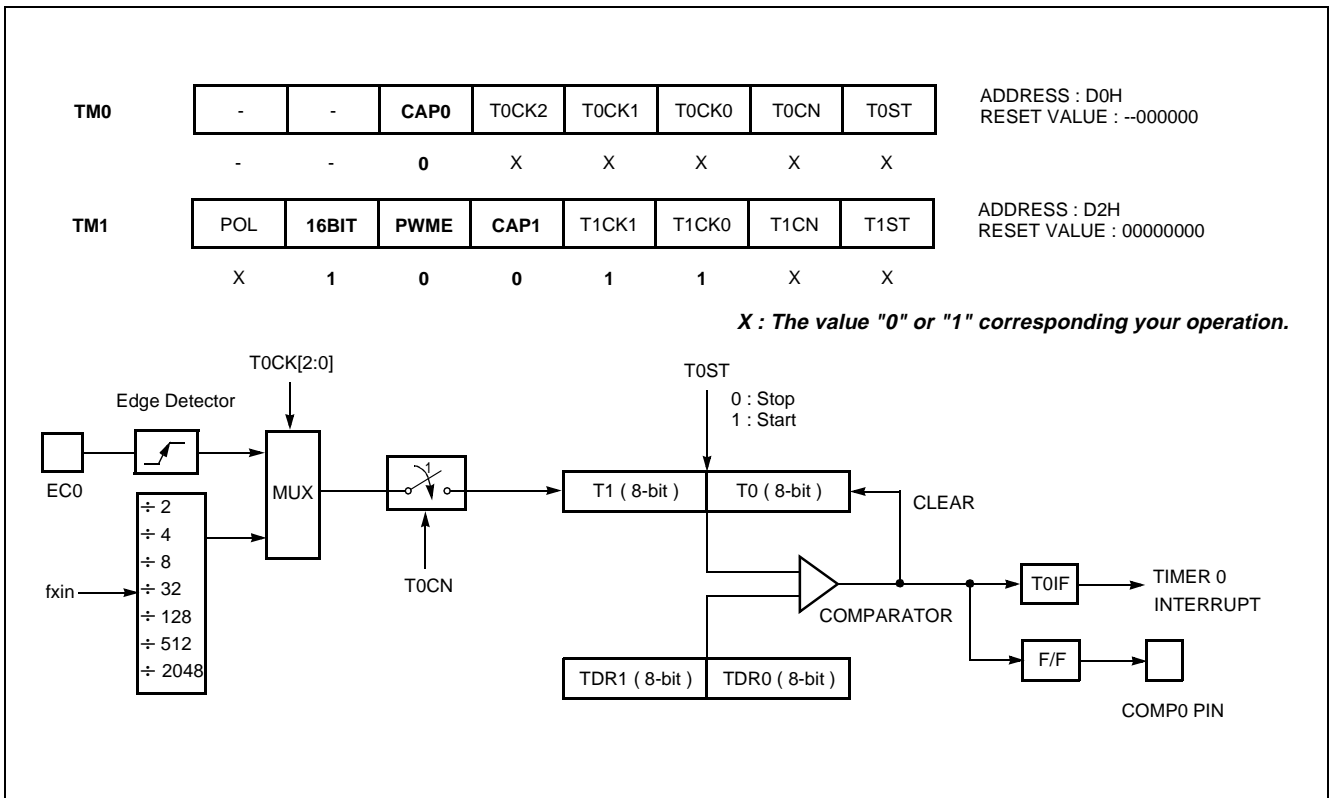 TM0 - - CAP0 T0CK2 T0CK1 T0CK0 T0CN T0ST
ADDRESS : D0H
RESET VALUE : --000000
- - 0 X X X X X
TM1 POL 16BIT PWME CAP1 T1CK1 T1CK0 T1CN T1ST
ADDRESS : D2H
RESET VALUE : 00000000
X 1 0 0 1 1 X X
X : The value "0" or "1" corresponding your operation.
T0CK[2:0]
T0ST
0 : Stop
1 : Start
Edge Detector
EC0
MUX
1
T0CN
T1 ( 8-bit ) T0 ( 8-bit )
CLEAR
fxin
÷ 2
÷ 4
÷ 8
÷ 32
÷ 128
÷ 512
÷ 2048
COMPARATOR
T0IF
TIMER 0
INTERRUPT
F/F
TDR1 ( 8-bit ) TDR0 ( 8-bit )
COMP0 PIN